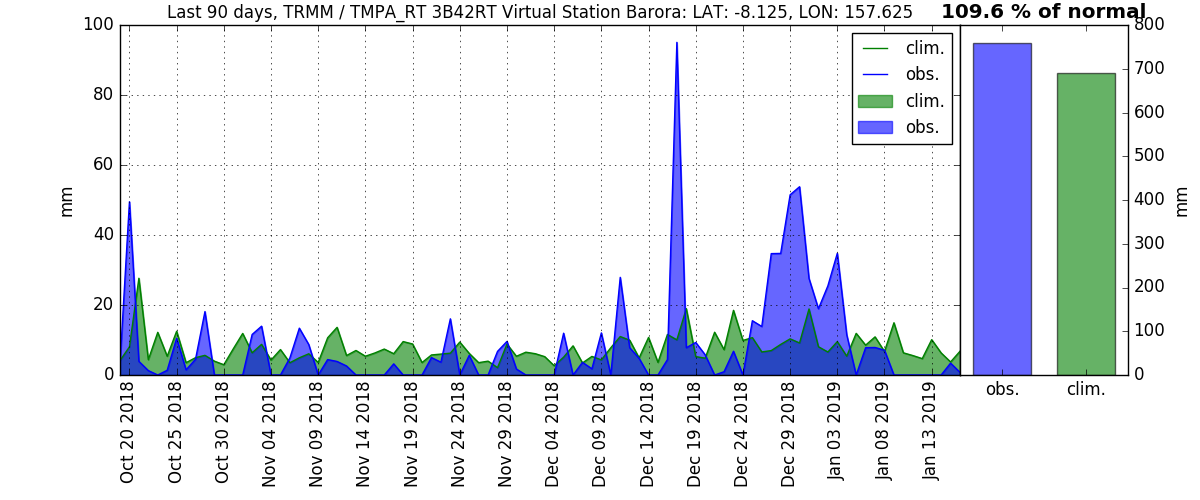 Last 90 days, TRMM / TMPA_RT 3B42RT Virtual Station Barora: LAT: -8.125, LON: 157.625
109.6 % of normal
100
80
60
40
20
0
mm
clim.
obs.
clim.
obs.
Oct 20 2018
Oct 25 2018
Oct 30 2018
Nov 04 2018
Nov 09 2018
Nov 14 2018
Nov 19 2018
Nov 24 2018
Nov 29 2018
Dec 04 2018
Dec 09 2018
Dec 14 2018
Dec 19 2018
Dec 24 2018
Dec 29 2018
Jan 03 2019
Jan 08 2019
Jan 13 2019
800
700
600
500
400
300
200
100
0
mm
obs.
clim.